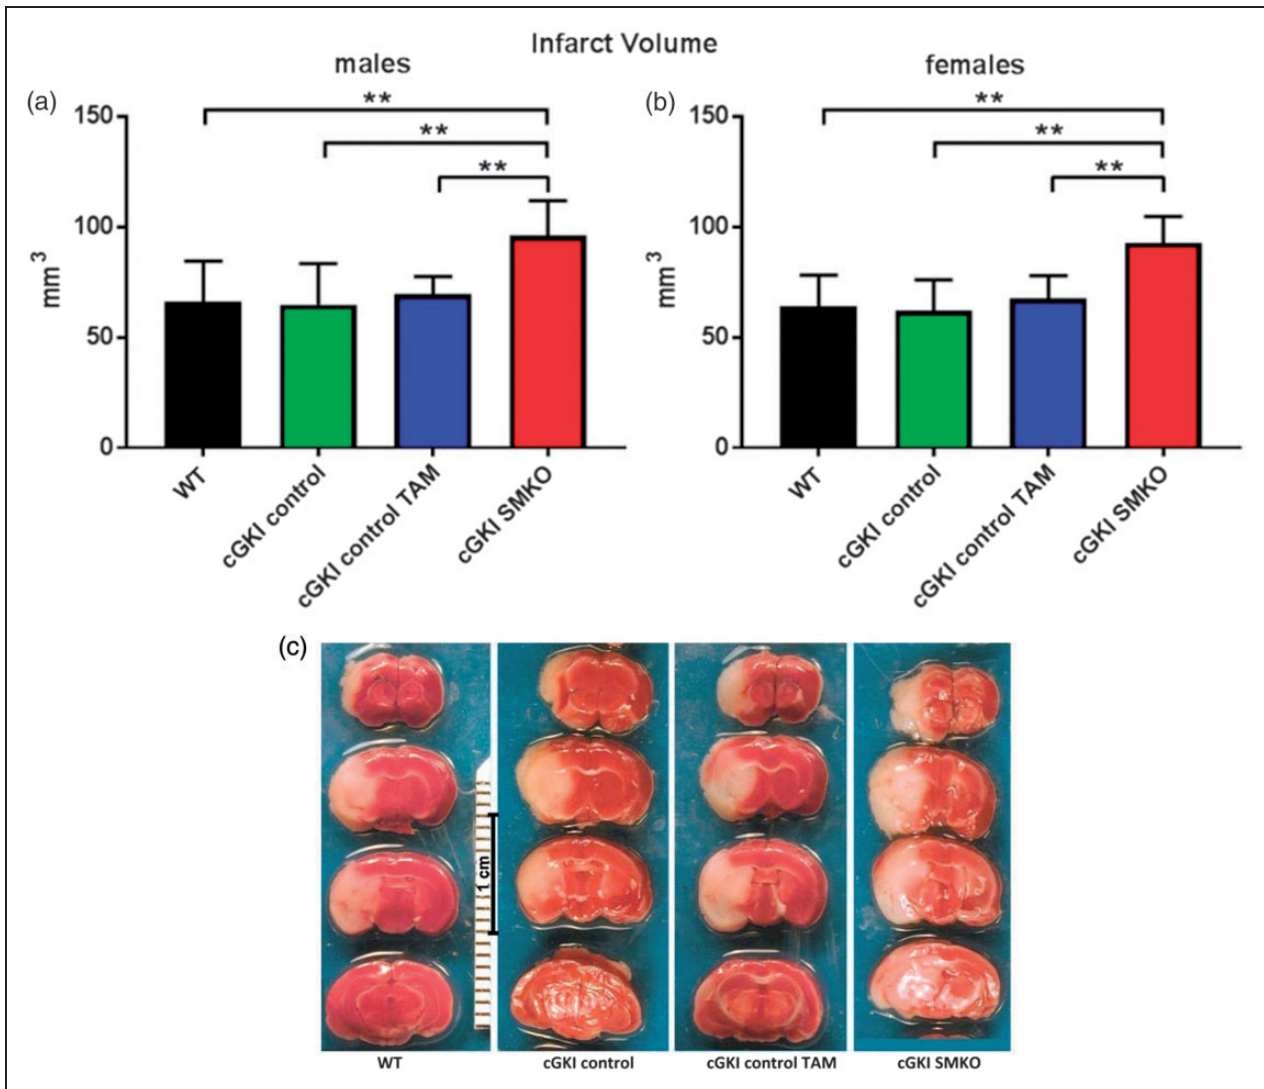 Infarct Volume
males
females
(a)
(b)
**
**
**
150
100
50
0
mm³
WT
cGKI control
cGKI control TAM
cGKI SMKO
**
**
**
150
100
50
0
mm³
WT
cGKI control
cGKI control TAM
cGKI SMKO
(c)
1 cm
WT
cGKI control
cGKI control TAM
cGKI SMKO